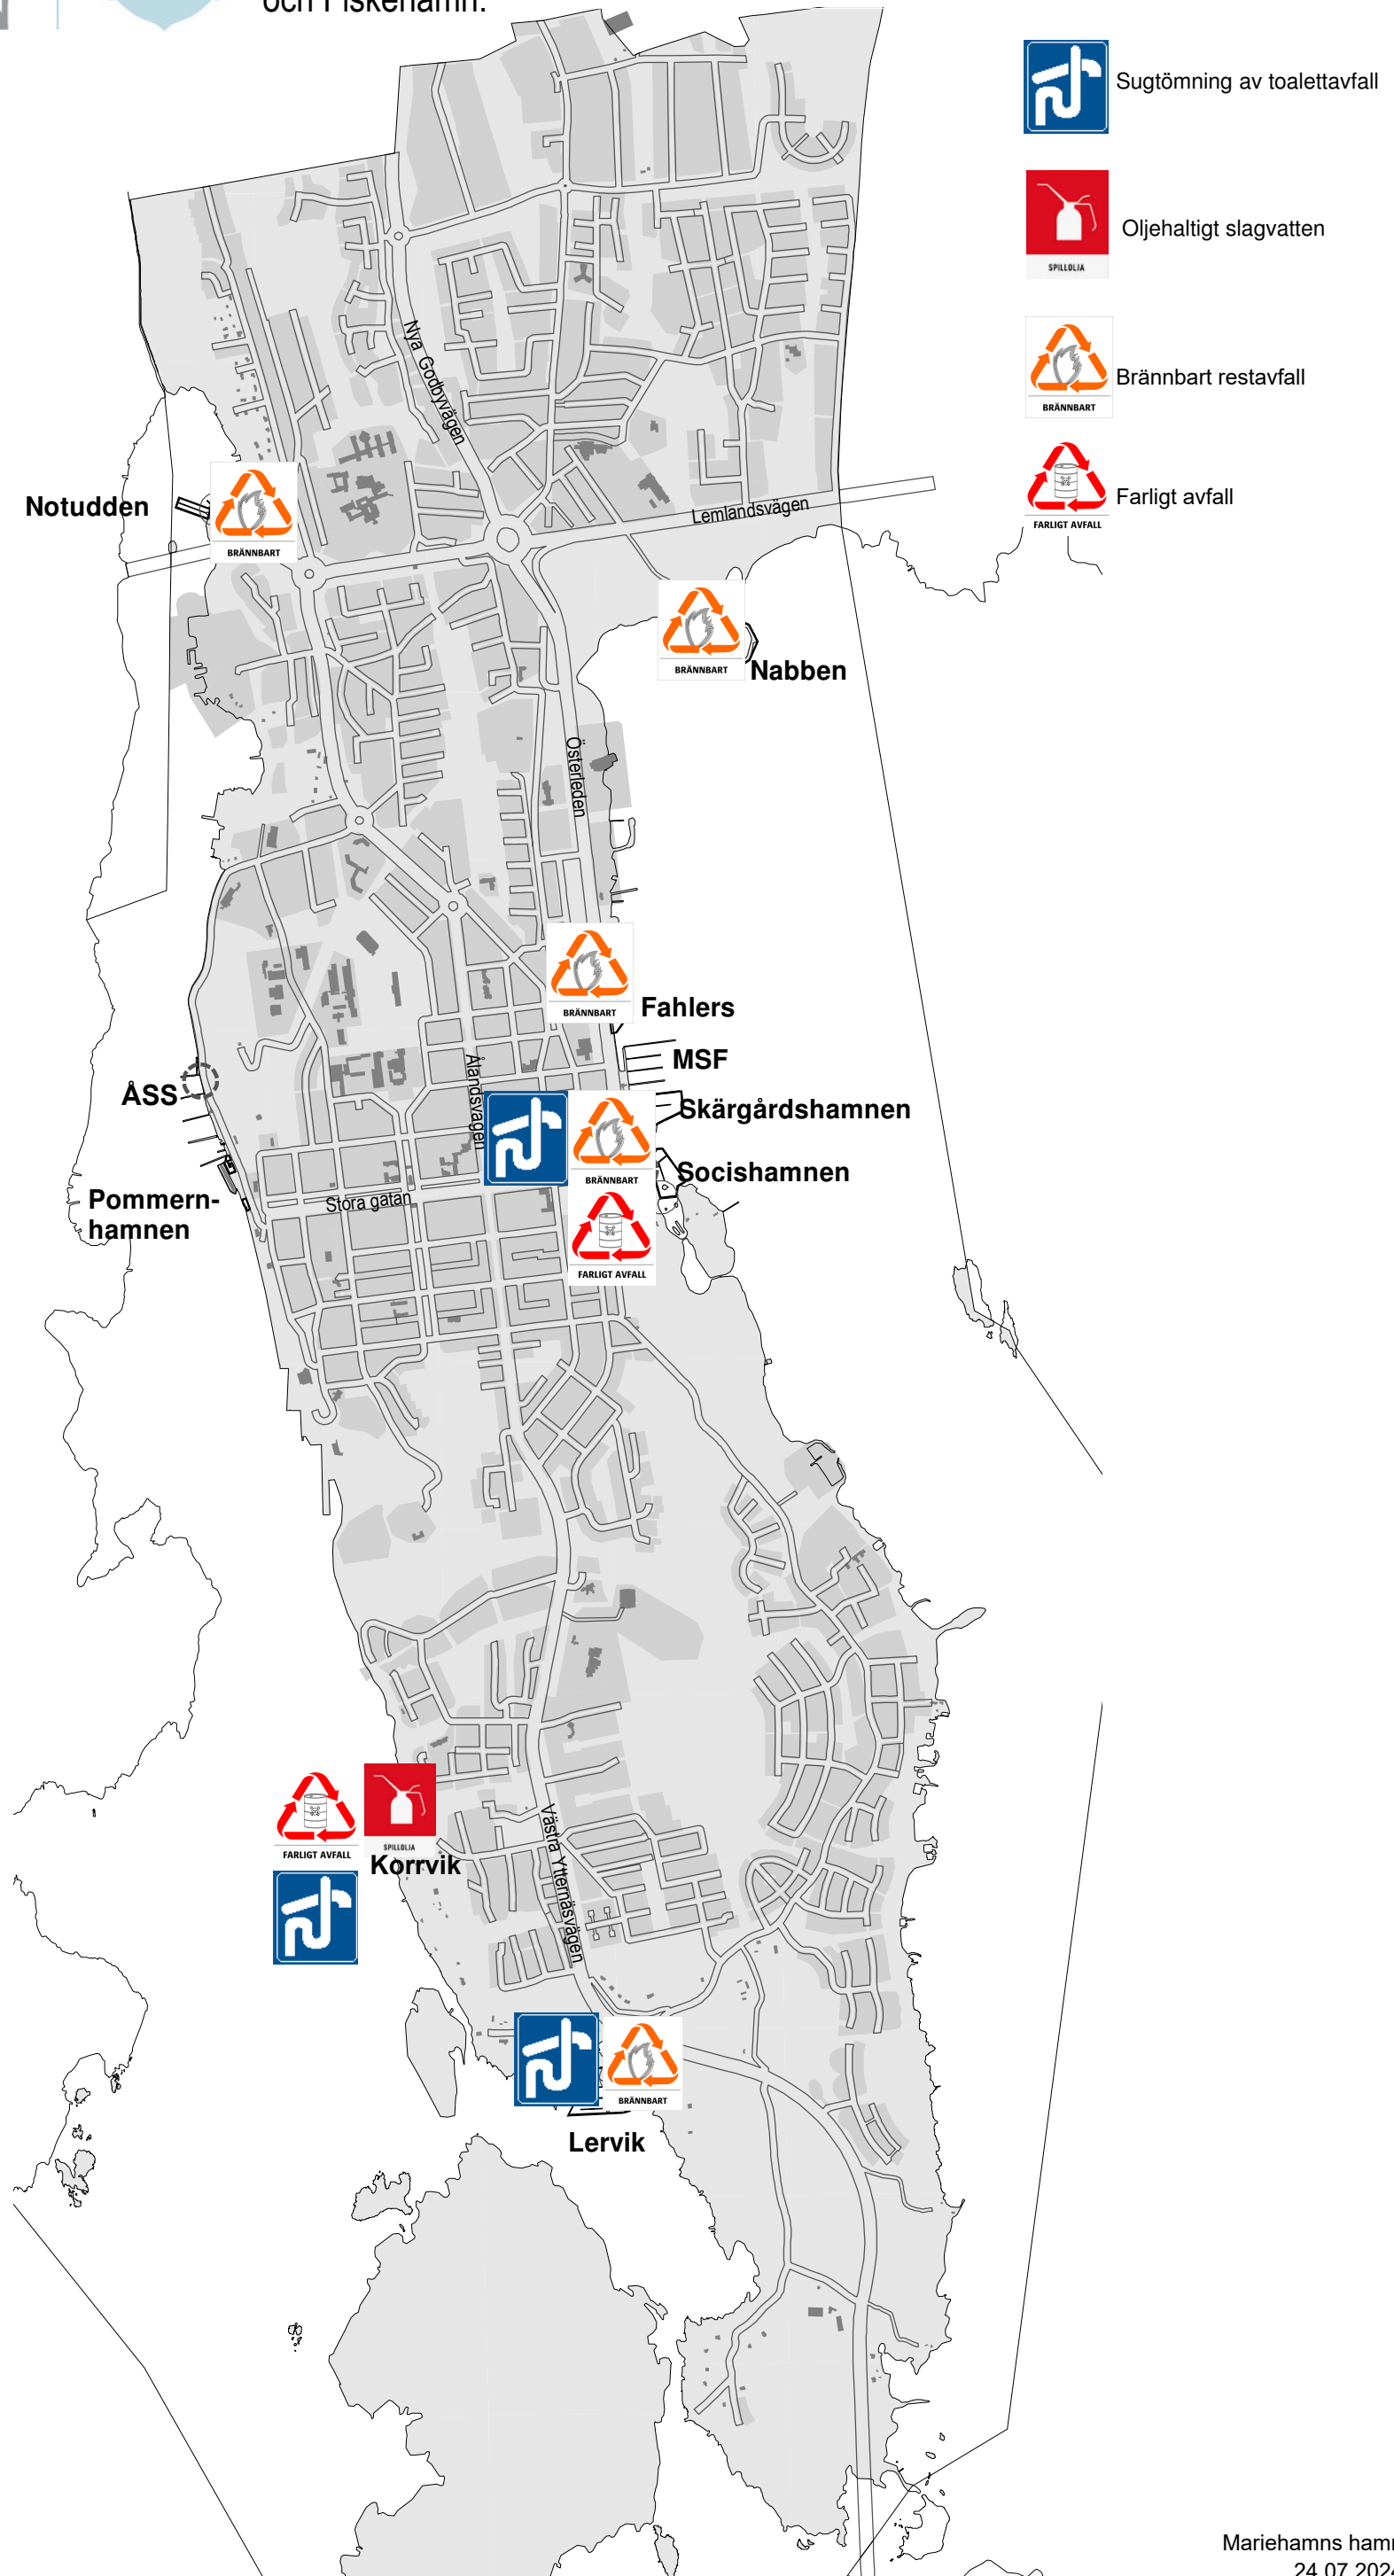 och Fiskehamn.
Sugtömning av toalettavfall
SPILLOLJA
Oljehaltigt slagvatten
BRÄNNBART
Brännbart restavfall
FARLIGT AVFALL
Farligt avfall
Nya Godbyvägen
Notudden
BRÄNNBART
Lemlandsvägen
BRÄNNBART
Nabben
Österleden
BRÄNNBART
Fahlers
MSF
Ålandsvägen
ÅSS
Skärgårdshamnen
BRÄNNBART
Socishamnen
Pommern-
hamnen
Stora gatan
FARLIGT AVFALL
FARLIGT AVFALL
SPILLOLJA
Korrvik
Västra Ytternäsvägen
BRÄNNBART
Lervik
Mariehamns
24.07.2024